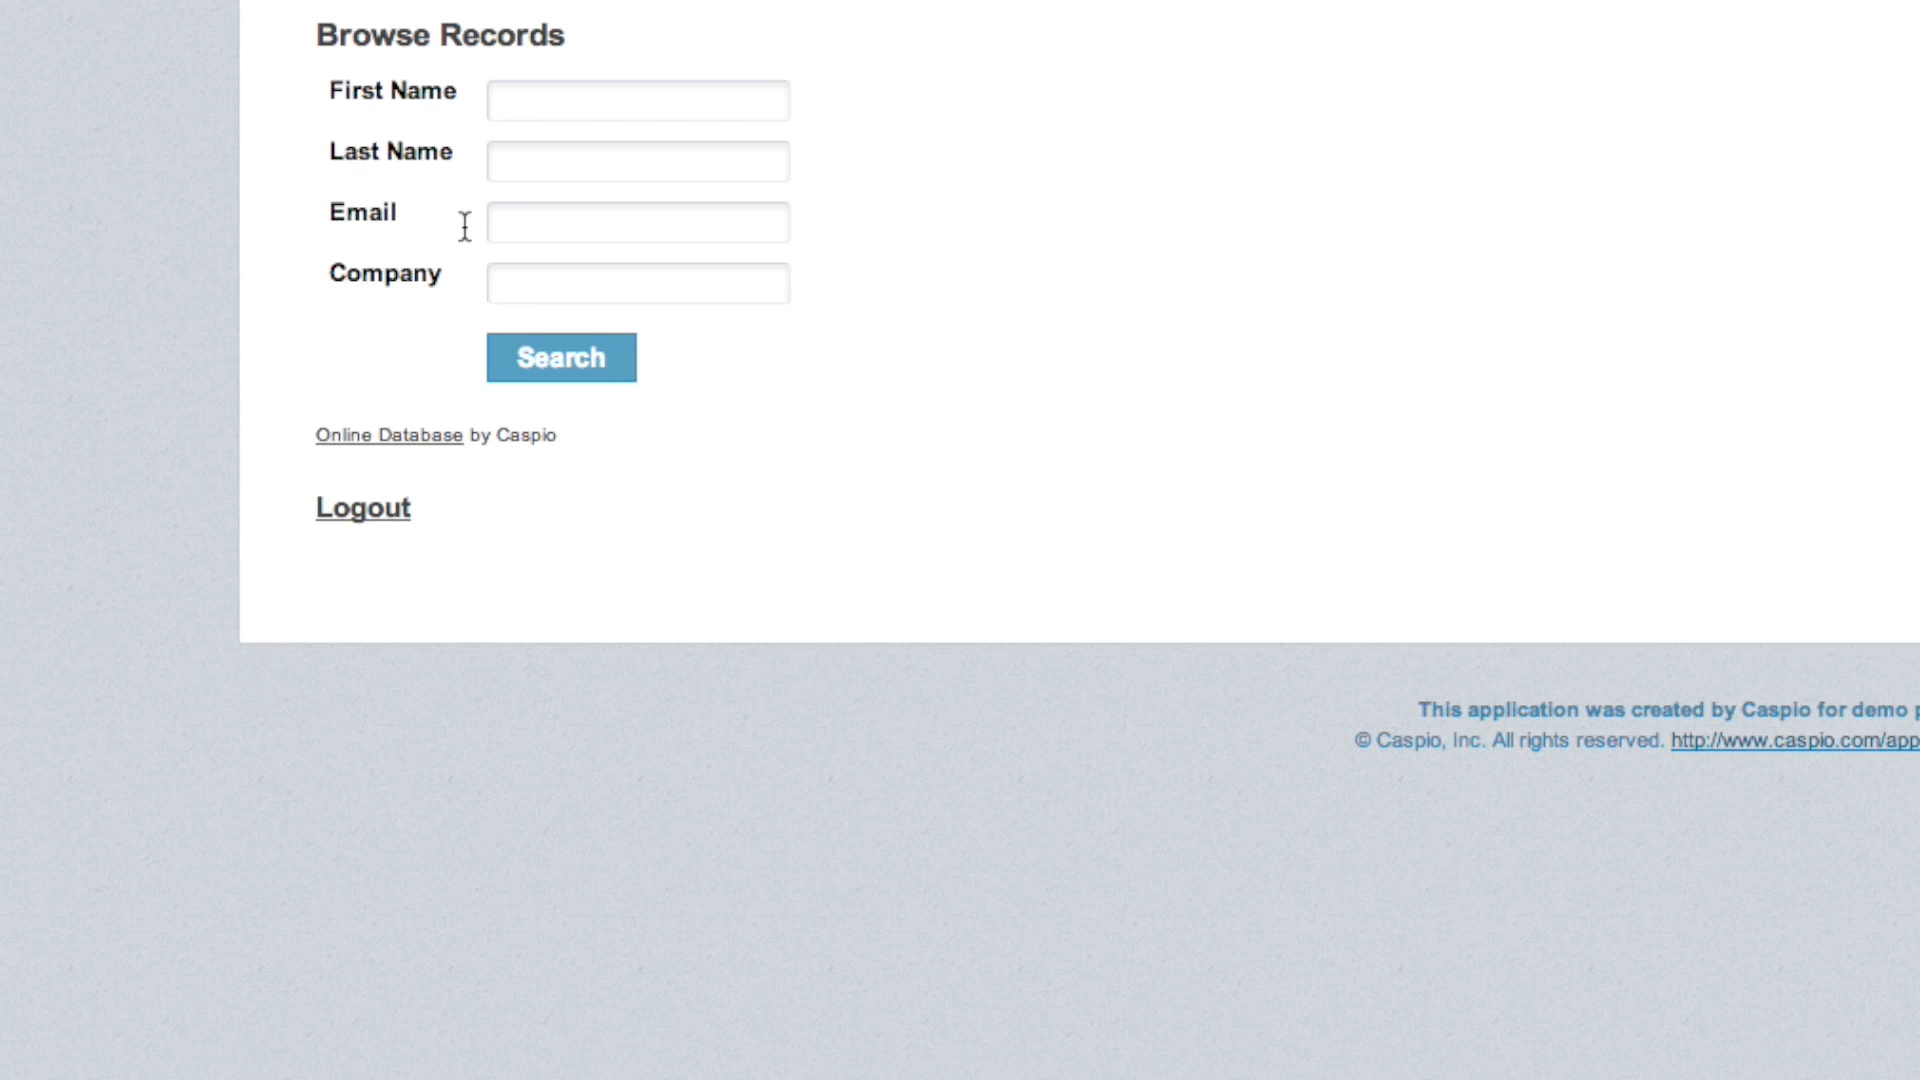 Browse Records
First Name
Last Name
Email
Company
Search
Online Database by Caspio
Logout
This application was created by Caspio for demo
© Caspio, Inc. All rights reserved. http://www.caspio.com/app